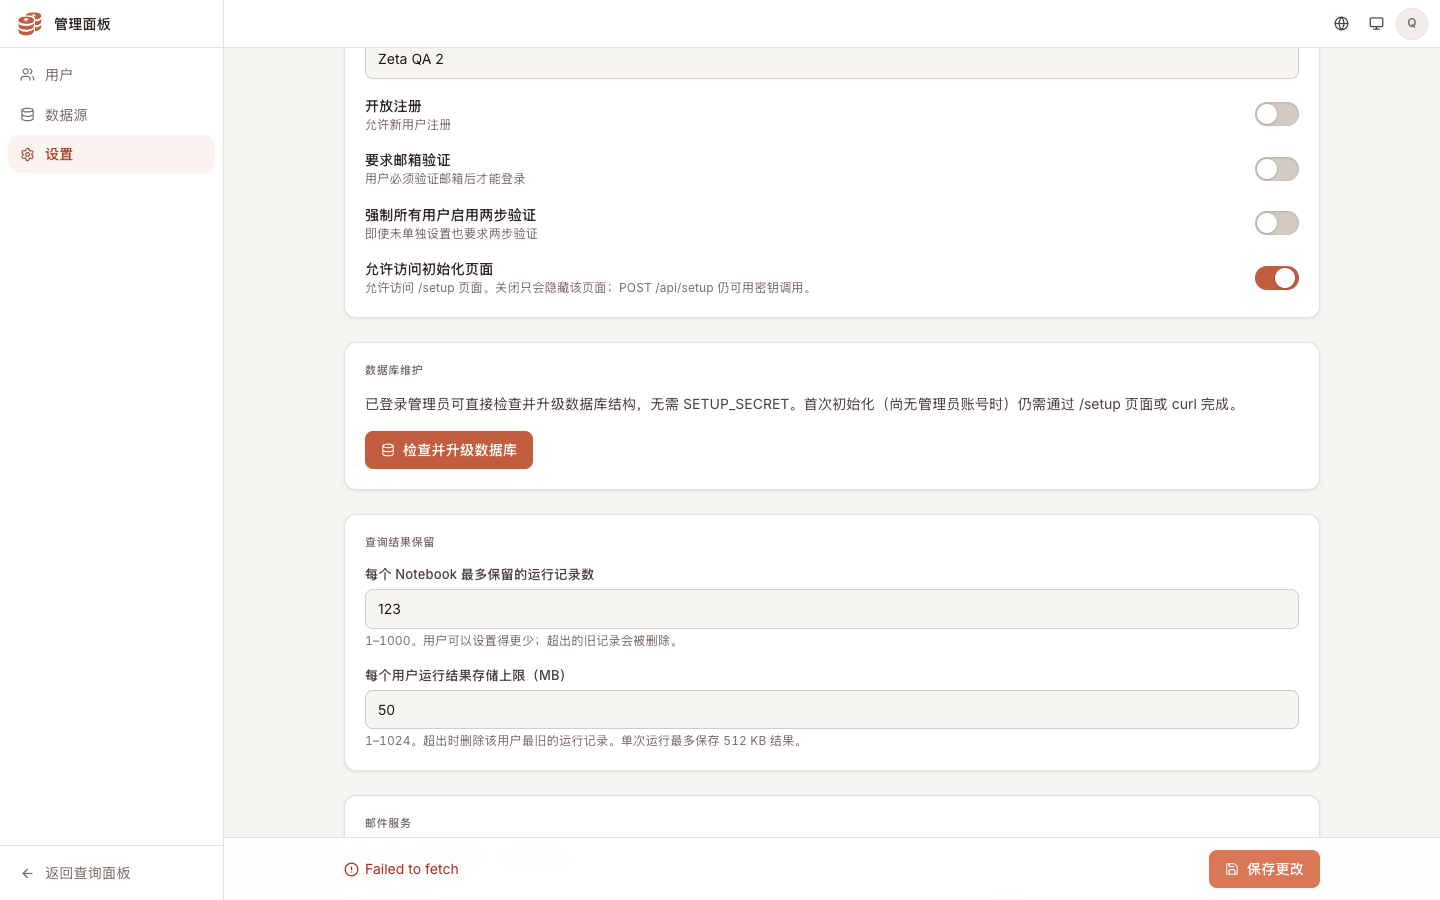 管理面板
Q
用户
数据源
设置
返回查询面板
Zeta QA 2
开放注册
允许新用户注册
要求邮箱验证
用户必须验证邮箱后才能登录
强制所有用户启用两步验证
即使未单独设置也要求两步验证
允许访问初始化页面
允许访问 /setup 页面。关闭只会隐藏该页面；POST /api/setup 仍可用密钥调用。
数据库维护
已登录管理员可直接检查并升级数据库结构，无需 SETUP_SECRET。首次初始化（尚无管理员账号时）仍需通过 /setup 页面或 curl 完成。
检查并升级数据库
查询结果保留
每个 Notebook 最多保留的运行记录数
123
1–1000。用户可以设置得更少；超出的旧记录会被删除。
每个用户运行结果存储上限（MB）
50
1–1024。超出时删除该用户最旧的运行记录。单次运行最多保存 512 KB 结果。
邮件服务
Failed to fetch
保存更改